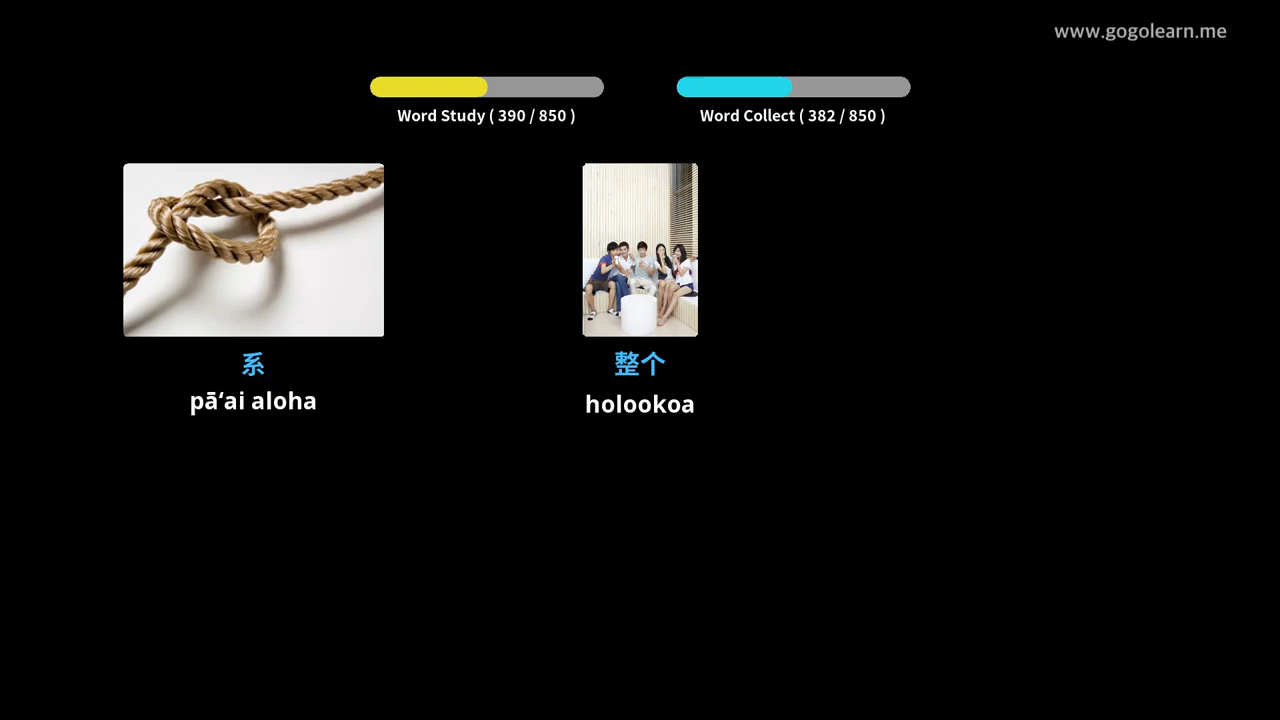 www.gogolearn.me
Word Study ( 390 / 850 )
Word Collect ( 382 / 850 )
系
pāʻai aloha
整个
holookoa